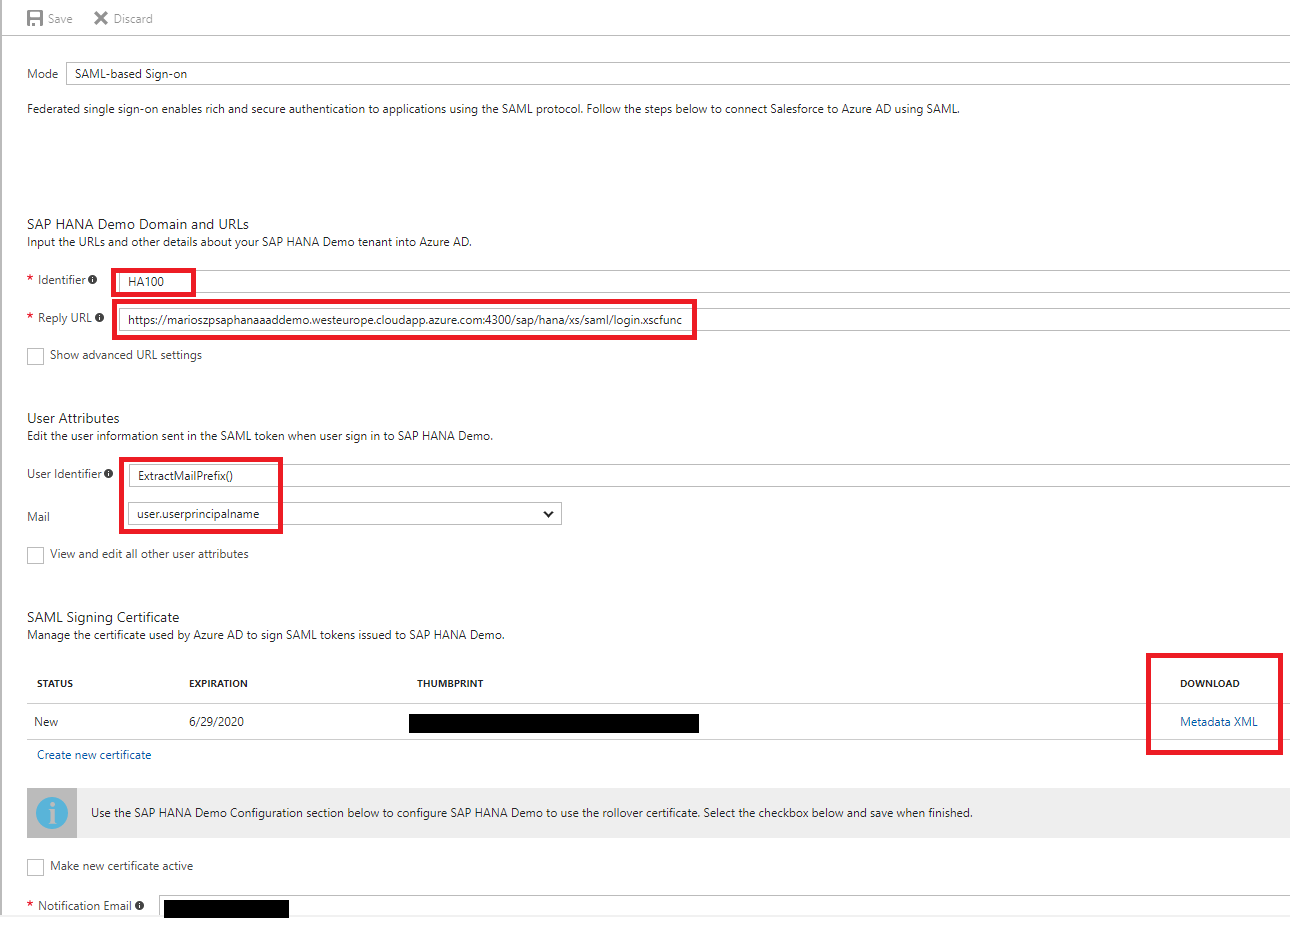 Save Discard
Mode SAML-based Sign-on
Federated single sign-on enables rich and secure authentication to applications using the SAML protocol. Follow the steps below to connect Salesforce to Azure AD using SAML.
SAP HANA Demo Domain and URLs
Input the URLs and other details about your SAP HANA Demo tenant into Azure AD.
* Identifier HA100
* Reply URL https://marioszpsaphanaaaddemo.westeurope.cloudapp.azure.com:4300/sap/hana/xs/saml/login.xscfunc
Show advanced URL settings
User Attributes
Edit the user information sent in the SAML token when user sign in to SAP HANA Demo.
User Identifier ExtractMailPrefix()
Mail user.userprincipalname
View and edit all other user attributes
SAML Signing Certificate
Manage the certificate used by Azure AD to sign SAML tokens issued to SAP HANA Demo.
STATUS EXPIRATION THUMBPRINT DOWNLOAD
New 6/29/2020 Metadata XML
Create new certificate
Use the SAP HANA Demo Configuration section below to configure SAP HANA Demo to use the rollover certificate. Select the checkbox below and save when finished.
Make new certificate active
* Notification Email